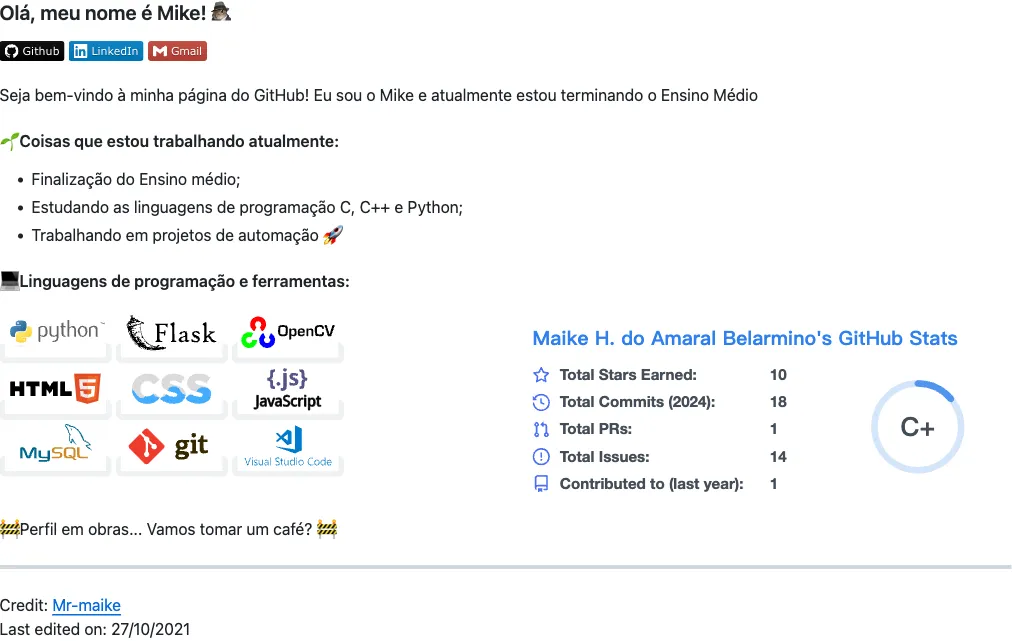 Olá, meu nome é Mike!
Github LinkedIn Gmail
Seja bem-vindo à minha página do GitHub! Eu sou o Mike e atualmente estou terminando o Ensino Médio
Coisas que estou trabalhando atualmente:
• Finalização do Ensino médio;
• Estudando as linguagens de programação C, C++ e Python;
• Trabalhando em projetos de automação 🚀
Linguagens de programação e ferramentas:
python™ Flask OpenCV
HTML 5 CSS {.js} JavaScript
MySQL git Visual Studio Code
Maike H. do Amaral Belarmino's GitHub Stats
Total Stars Earned: 10
Total Commits (2024): 18
Total PRs: 1
Total Issues: 14
Contributed to (last year): 1
C+
🚧Perfil em obras... Vamos tomar um café? 🚧
Credit: Mr-maike
Last edited on: 27/10/2021